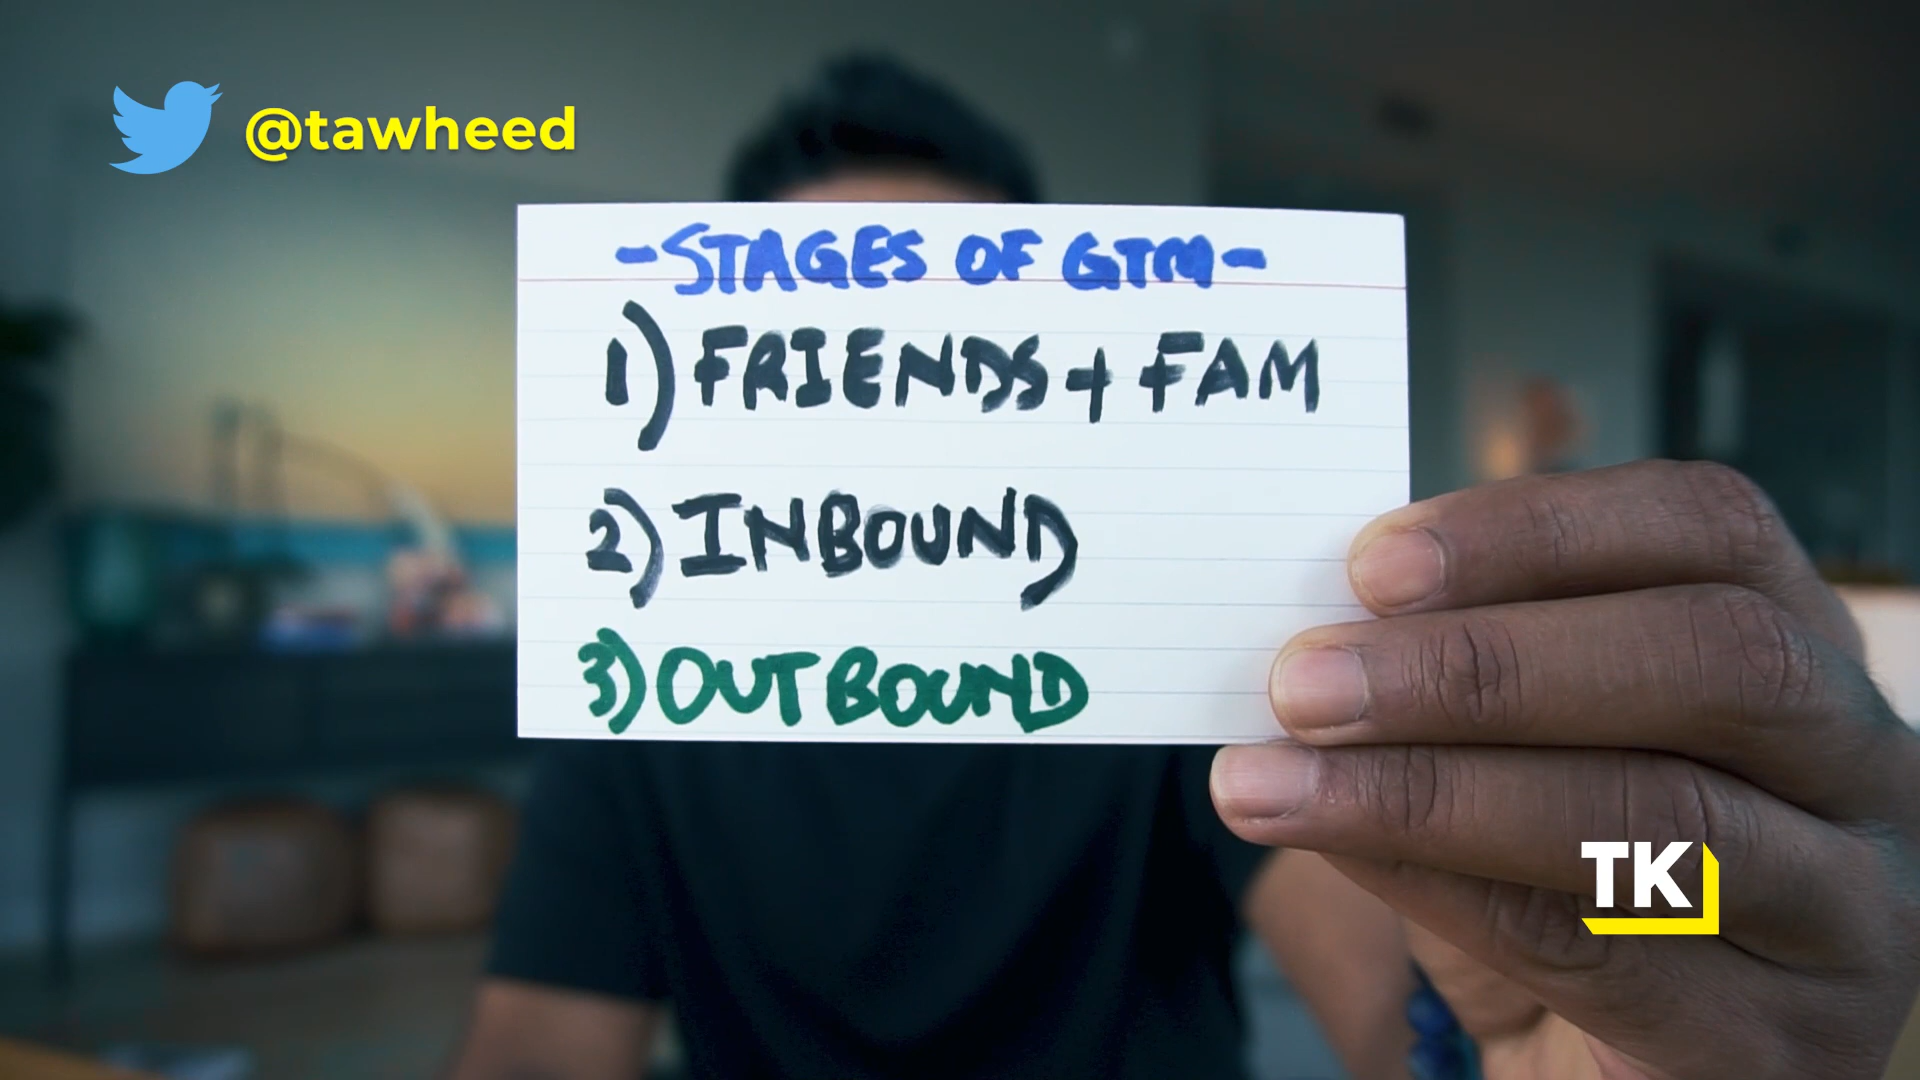 @tawheed
-STAGES OF GTM-
1) FRIENDS + FAM
2) INBOUND
3) OUTBOUND
TK